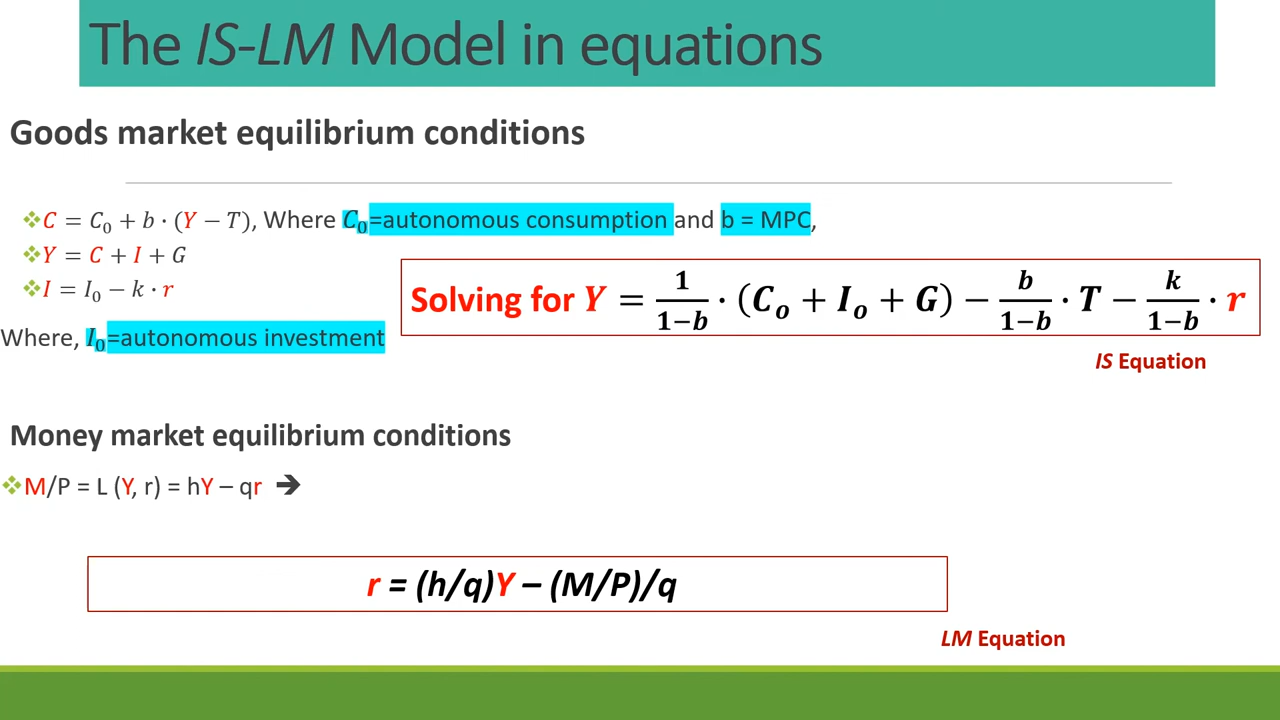 The IS-LM Model in equations
Goods market equilibrium conditions
❖C = C₀ + b · (Y − T), Where C₀=autonomous consumption and b = MPC,
❖Y = C + I + G
❖I = I₀ − k · r
Solving for Y = 1/(1−b) · (Cₒ + Iₒ + G) − b/(1−b) · T − k/(1−b) · r
Where, I₀=autonomous investment
IS Equation
Money market equilibrium conditions
❖M/P = L (Y, r) = hY – qr ➔
r = (h/q)Y – (M/P)/q
LM Equation